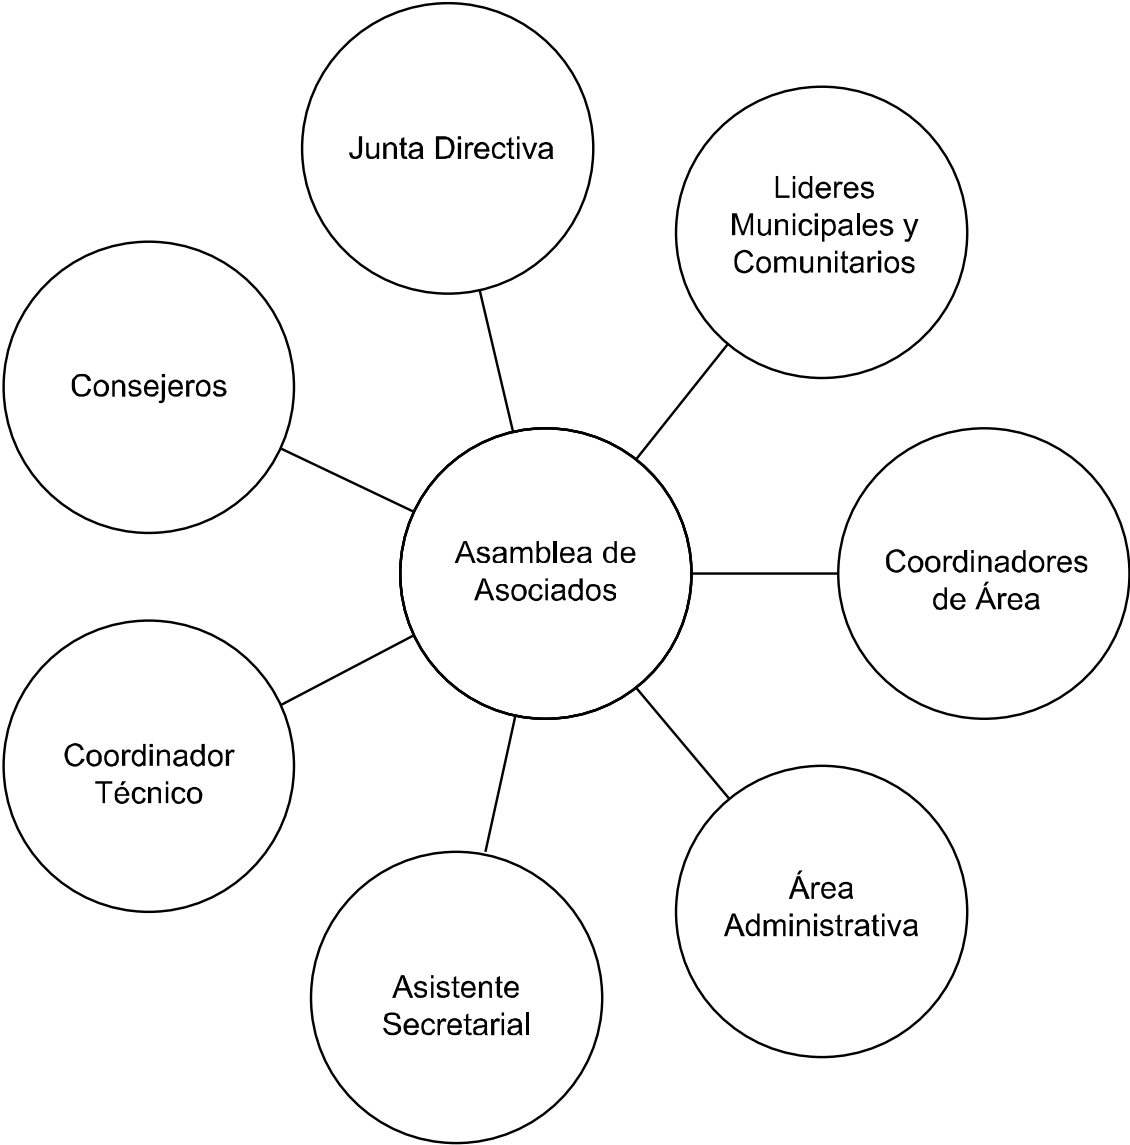 Junta Directiva
Lideres
Municipales y
Comunitarios
Consejeros
Asamblea de
Asociados
Coordinadores
de Área
Coordinador
Técnico
Área
Administrativa
Asistente
Secretarial